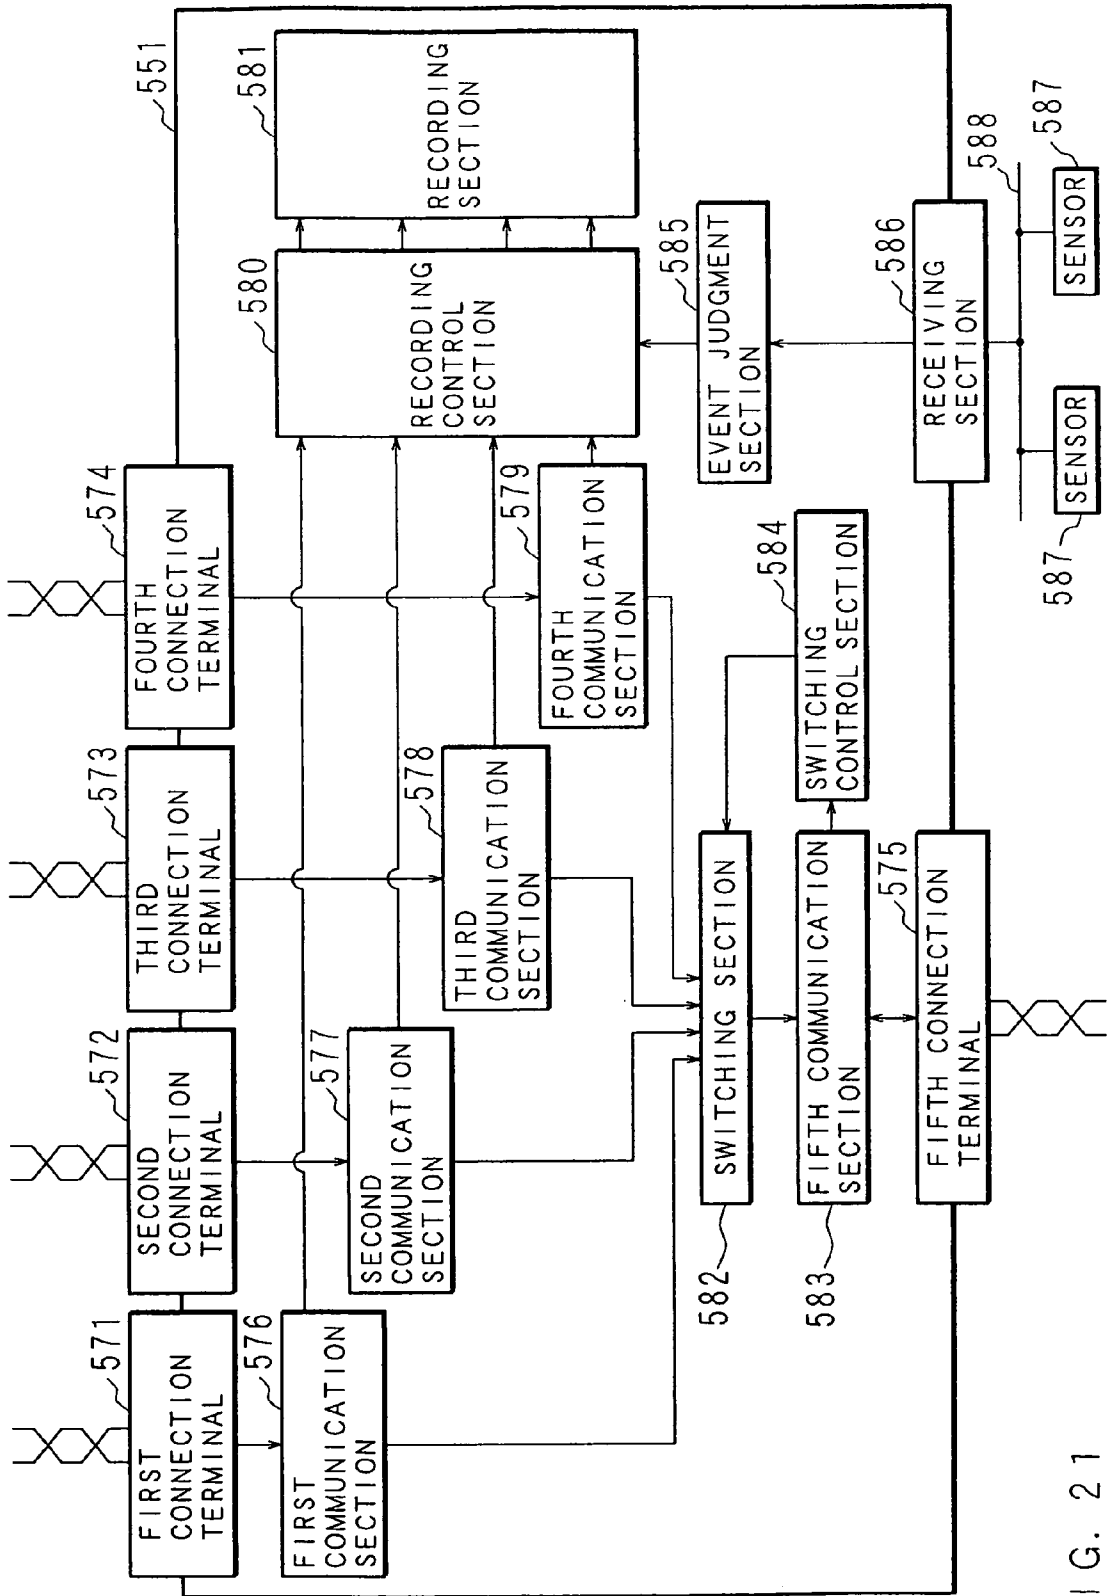 551
571
FIRST
CONNECTION
TERMINAL
572
SECOND
CONNECTION
TERMINAL
573
THIRD
CONNECTION
TERMINAL
574
FOURTH
CONNECTION
TERMINAL
576
FIRST
COMMUNICATION
SECTION
577
SECOND
COMMUNICATION
SECTION
578
THIRD
COMMUNICATION
SECTION
579
FOURTH
COMMUNICATION
SECTION
580
RECORDING
CONTROL
SECTION
581
RECORDING
SECTION
582
SWITCHING SECTION
583
FIFTH COMMUNICATION
SECTION
584
SWITCHING
CONTROL SECTION
585
EVENT JUDGMENT
SECTION
575
FIFTH CONNECTION
TERMINAL
586
RECEIVING
SECTION
588
587
SENSOR
SENSOR
587
IG. 21